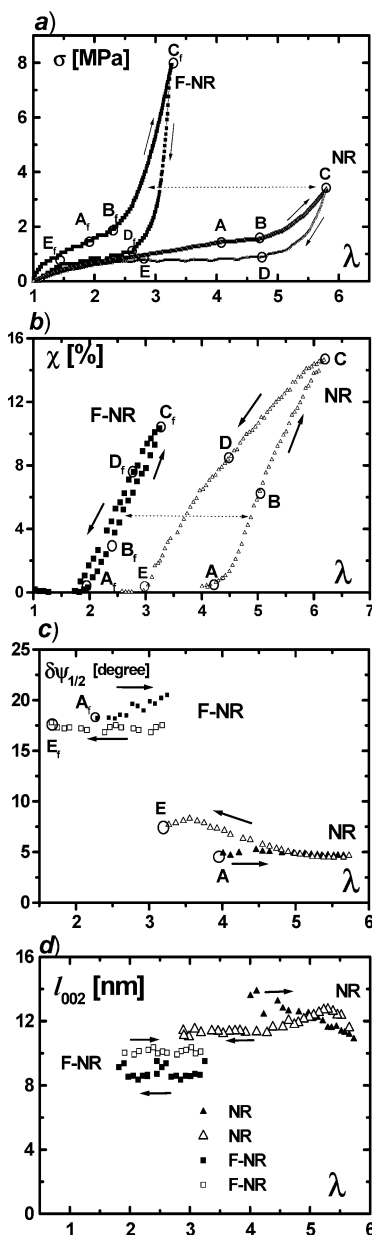 a)
σ [MPa]
C_f
F-NR
NR
C
A_f
B_f
D_f
E_f
E
A
B
D
8
6
4
2
0
1 2 3 4 5 6
λ
b)
χ [%]
F-NR
C_f
C
NR
D_f
D
B_f
B
A_f
E
A
16
12
8
4
0
1 2 3 4 5 6 7
λ
c)
δψ1/2 [degree]
A_f
F-NR
E_f
E
NR
A
25
20
15
10
5
0
2 3 4 5 6
λ
d)
l002 [nm]
NR
F-NR
▲ NR
△ NR
■ F-NR
□ F-NR
16
14
12
8
4
0
1 2 3 4 5 6
λ